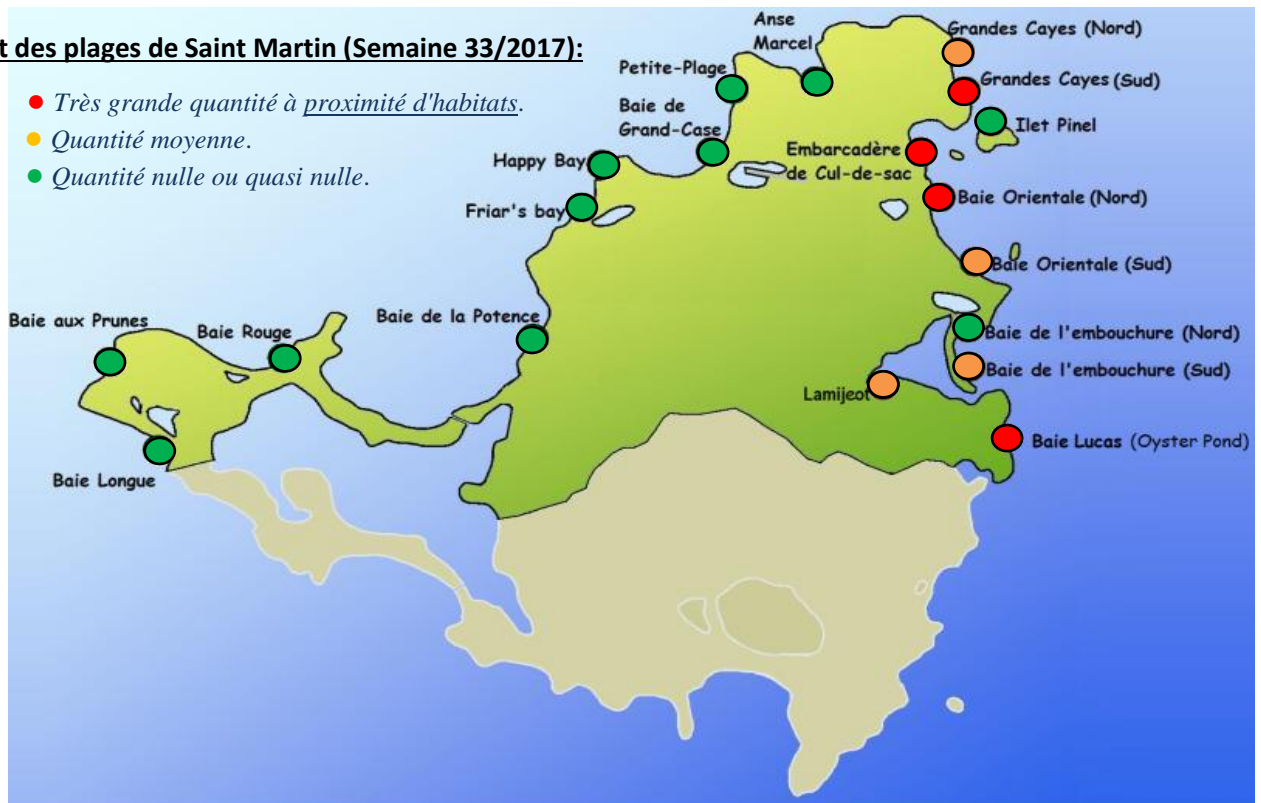 t des plages de Saint Martin (Semaine 33/2017):
Très grande quantité à proximité d'habitats.
Quantité moyenne.
Quantité nulle ou quasi nulle.
Anse
Marcel
Grandes Cayes (Nord)
Petite-Plage
Grandes Cayes (Sud)
Baie de
Grand-Case
Ilet Pinel
Happy Bay
Embarcadère
de Cul-de-sac
Friar's bay
Baie Orientale (Nord)
Baie Orientale (Sud)
Baie aux Prunes
Baie Rouge
Baie de la Potence
Baie de l'embouchure (Nord)
Baie de l'embouchure (Sud)
Lamijeot
Baie Lucas (Oyster Pond)
Baie Longue